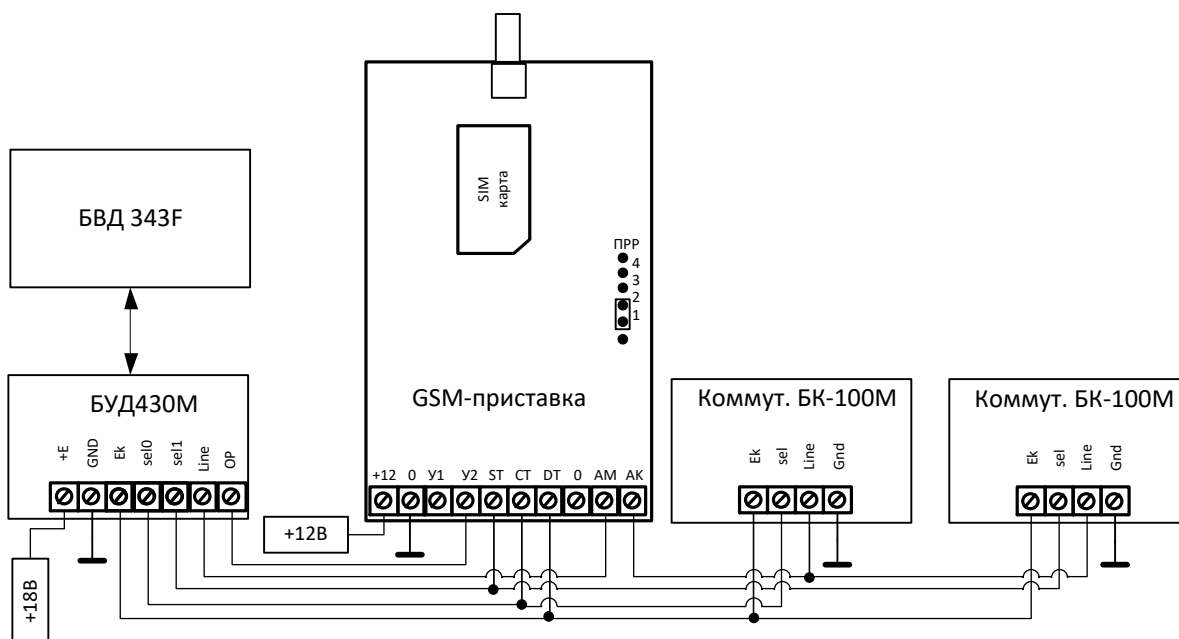 SIM
карта
БВД 343F
ПРР
4
3
2
1
GSM-приставка
БУД430М
Коммут. БК-100М
Коммут. БК-100М
+E
GND
Ek
sel0
sel1
Line
OP
+12
0
У1
У2
ST
CT
DT
0
AM
AK
Ek
sel
Line
Gnd
Ek
sel
Line
Gnd
+12В
+18В